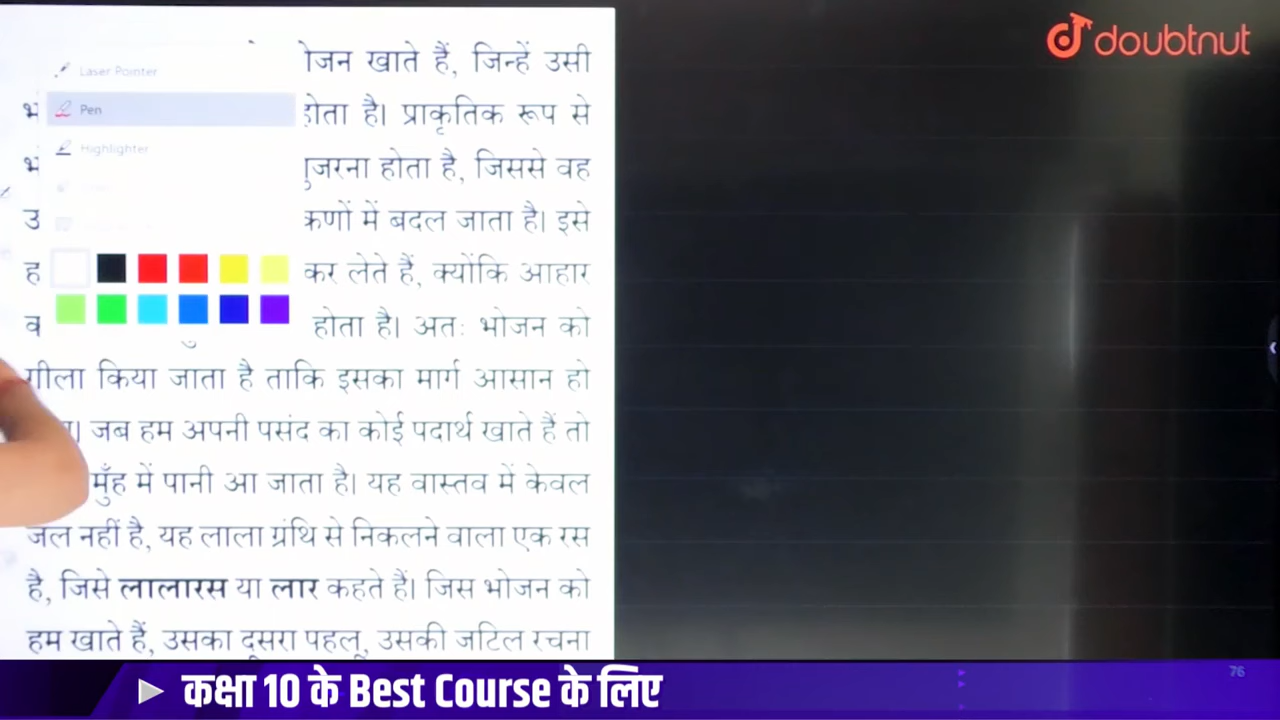 doubtnut
Laser Pointer
Pen
Highlighter
खाते हैं, जिन्हें उसी
होता है। प्राकृतिक रूप से
गुजरना होता है, जिससे वह
कणों में बदल जाता है। इसे
कर लेते हैं, क्योंकि आहार
होता है। अतः भोजन को
गीला किया जाता है ताकि इसका मार्ग आसान हो
जब हम अपनी पसंद का कोई पदार्थ खाते हैं तो
मुँह में पानी आ जाता है। यह वास्तव में केवल
जल नहीं है, यह लाला ग्रंथि से निकलने वाला एक रस
है, जिसे लालारस या लार कहते हैं। जिस भोजन को
हम खाते हैं, उसका दूसरा पहलू, उसकी जटिल रचना
76
कक्षा 10 के Best Course के लिए